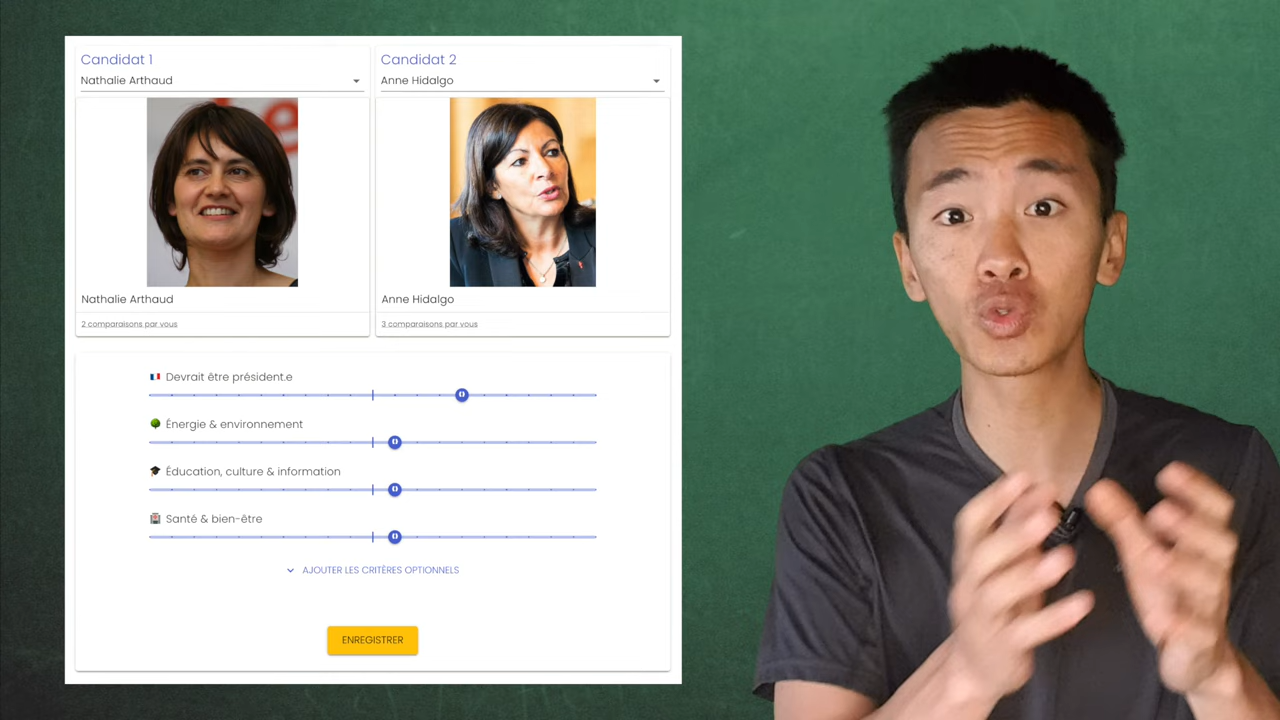 Candidat 1
Nathalie Arthaud
Candidat 2
Anne Hidalgo
Nathalie Arthaud
2 comparaisons par vous
Anne Hidalgo
3 comparaisons par vous
Devrait être président.e
Énergie & environnement
Éducation, culture & information
Santé & bien-être
AJOUTER LES CRITÈRES OPTIONNELS
ENREGISTRER